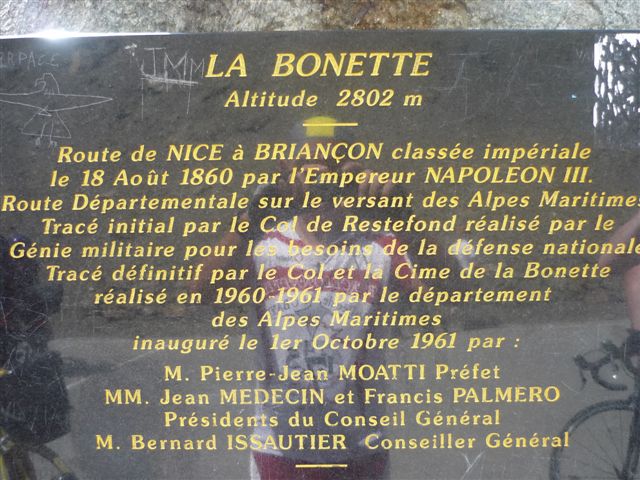 ARPAGE
JMM
LA BONETTE
Altitude 2802 m
Route de NICE à BRIANÇON classée impériale
le 18 Août 1860 par l'Empereur NAPOLEON III.
Route Départementale sur le versant des Alpes Maritimes
Tracé initial par le Col de Restefond réalisé par le
Génie militaire pour les besoins de la défense nationale
Tracé définitif par le Col et la Cime de la Bonette
réalisé en 1960-1961 par le département
des Alpes Maritimes
inauguré le 1er Octobre 1961 par :
M. Pierre-Jean MOATTI Préfet
MM. Jean MEDECIN et Francis PALMERO
Présidents du Conseil Général
M. Bernard ISSAUTIER Conseiller Général